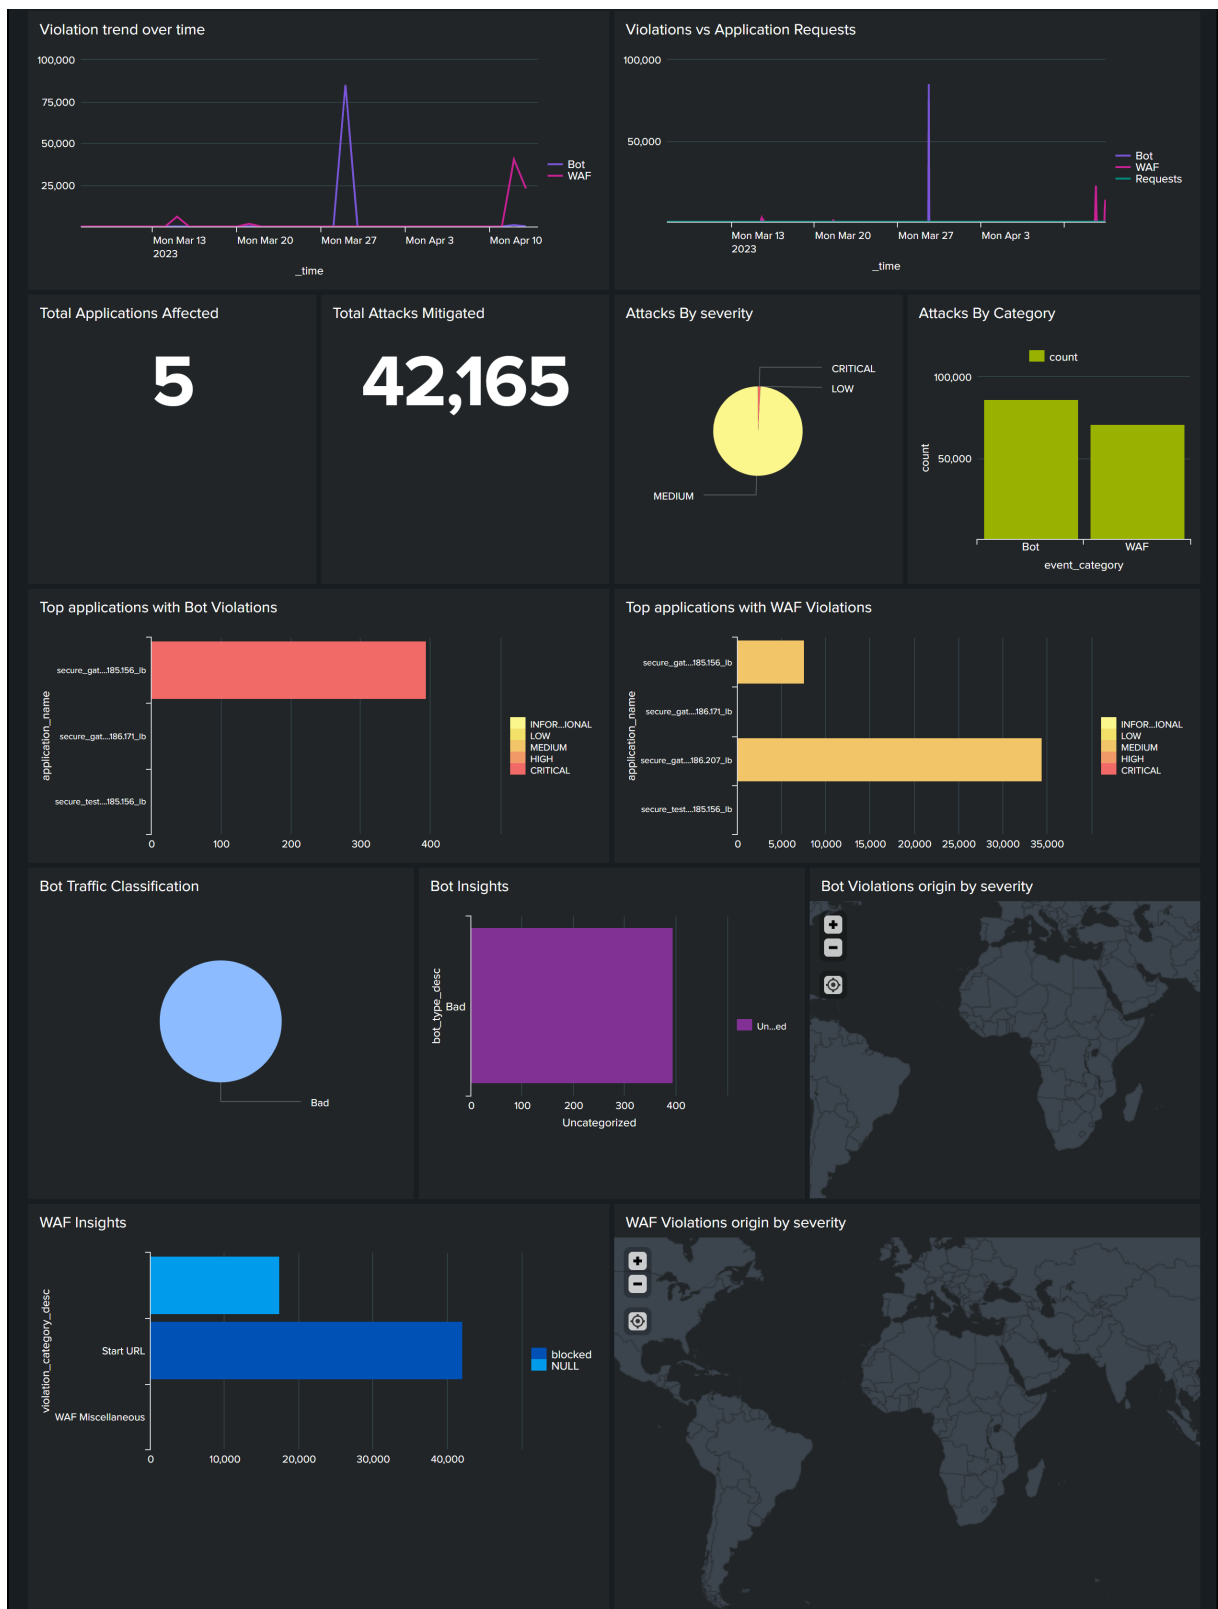 Violation trend over time
100,000
75,000
50,000
25,000
Bot
WAF
Mon Mar 13
2023
Mon Mar 20
Mon Mar 27
Mon Apr 3
Mon Apr 10
_time
Violations vs Application Requests
100,000
50,000
Bot
WAF
Requests
Mon Mar 13
2023
Mon Mar 20
Mon Mar 27
Mon Apr 3
_time
Total Applications Affected
5
Total Attacks Mitigated
42,165
Attacks By severity
CRITICAL
LOW
MEDIUM
Attacks By Category
count
100,000
50,000
count
Bot
WAF
event_category
Top applications with Bot Violations
application_name
secure_gat....185.156_lb
secure_gat....186.171_lb
secure_test....185.156_lb
0
100
200
300
400
INFOR...IONAL
LOW
MEDIUM
HIGH
CRITICAL
Top applications with WAF Violations
application_name
secure_gat....185.156_lb
secure_gat....186.171_lb
secure_gat....186.207_lb
secure_test....185.156_lb
0
5,000
10,000
15,000
20,000
25,000
30,000
35,000
INFOR...IONAL
LOW
MEDIUM
HIGH
CRITICAL
Bot Traffic Classification
Bad
Bot Insights
bot_type_desc
Bad
0
100
200
300
400
Uncategorized
Un...ed
Bot Violations origin by severity
+
−
WAF Insights
violation_category_desc
Start URL
WAF Miscellaneous
0
10,000
20,000
30,000
40,000
blocked
NULL
WAF Violations origin by severity
+
−